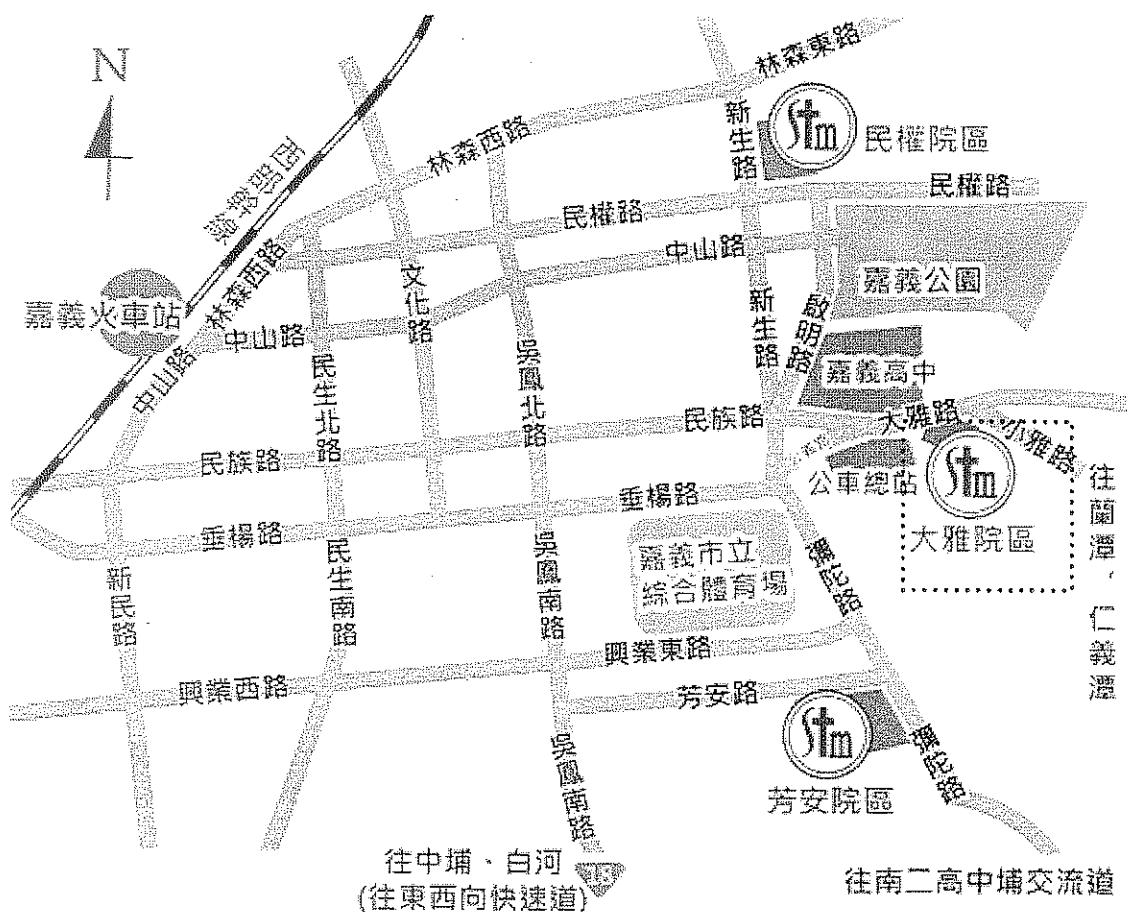 N
林森東路
新生路
Stm
民權院區
林森西路
縱貫鐵路
民權路
民權路
中山路
文化路
林森西路
嘉義火車站
嘉義公園
新生路
啟明路
中山路
中山路
吳鳳北路
民生北路
嘉義高中
民族路
大雅路
小雅路
民族路
公車總站
Stm
大雅院區
往蘭潭、仁義潭
垂楊路
垂楊路
嘉義市立
綜合體育場
彌陀路
新民路
民生南路
吳鳳南路
興業東路
興業西路
芳安路
Stm
芳安院區
彌陀路
吳鳳南路
往中埔、白河
(往東西向快速道)
往南二高中埔交流道